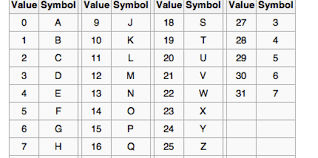 Value Symbol Value Symbol Value Symbol Value Symbol
0 A 9 J 18 S 27 3
1 B 10 K 19 T 28 4
2 C 11 L 20 U 29 5
3 D 12 M 21 V 30 6
4 E 13 N 22 W 31 7
5 F 14 O 23 X
6 G 15 P 24 Y
7 H 16 Q 25 Z